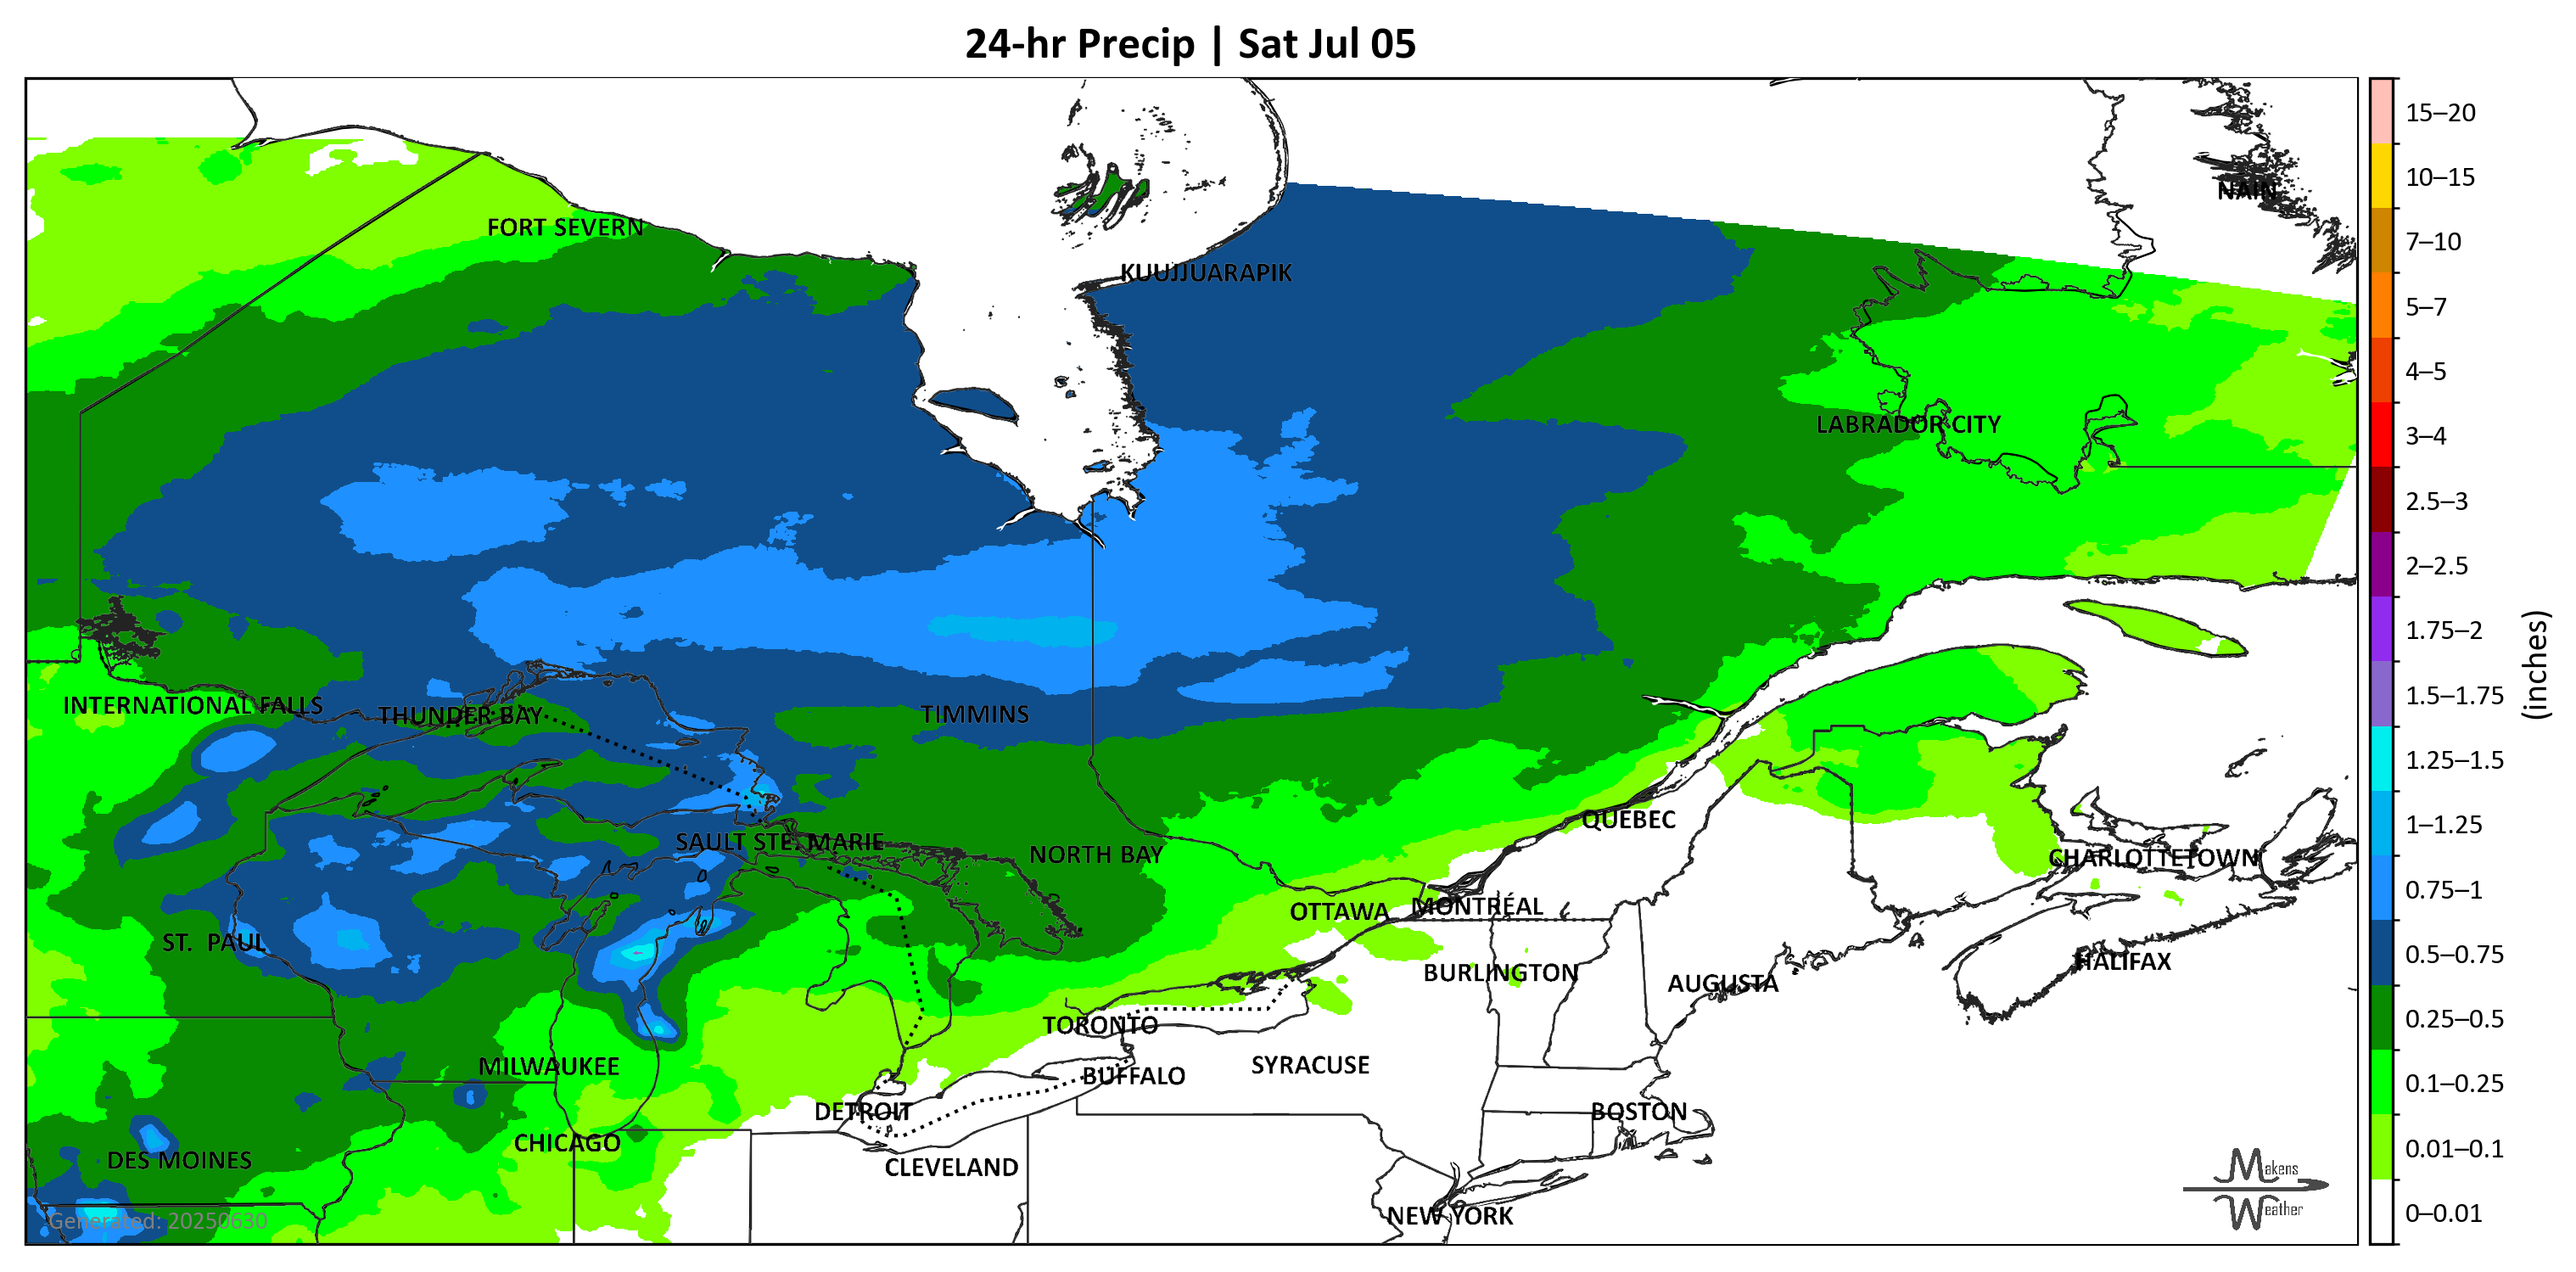 24-hr Precip | Sat Jul 05
NAIN
FORT SEVERN
KUUJJUARAPIK
LABRADOR CITY
INTERNATIONAL FALLS
THUNDER BAY
TIMMINS
QUEBEC
SAULT STE. MARIE
NORTH BAY
CHARLOTTETOWN
OTTAWA
MONTRÉAL
ST. PAUL
HALIFAX
BURLINGTON
AUGUSTA
TORONTO
MILWAUKEE
SYRACUSE
BUFFALO
DETROIT
BOSTON
CHICAGO
DES MOINES
CLEVELAND
NEW YORK
Generated: 20250630
Makens
Weather
15–20
10–15
7–10
5–7
4–5
3–4
2.5–3
2–2.5
1.75–2
1.5–1.75
1.25–1.5
1–1.25
0.75–1
0.5–0.75
0.25–0.5
0.1–0.25
0.01–0.1
0–0.01
(inches)